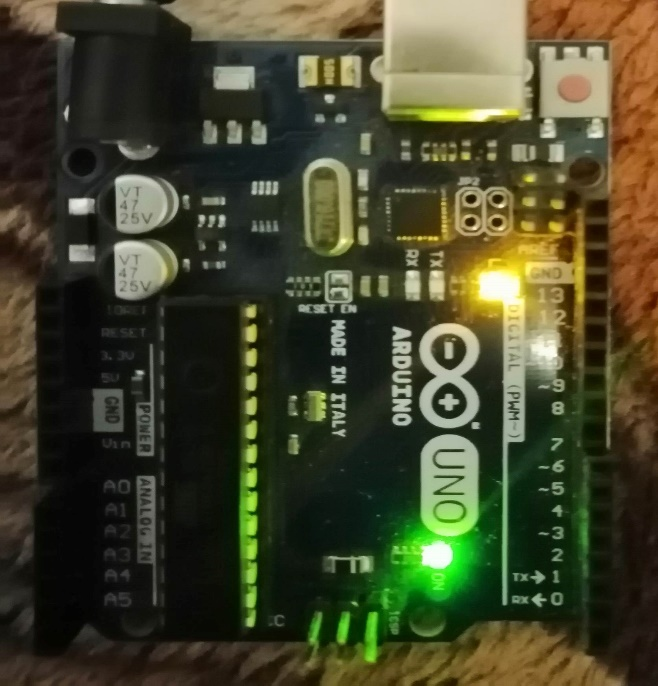 VT
47
25V
VT
47
25V
JP2
RX
TX
L
AREF
GND
13
12
~9
8
7
~6
~5
4
~3
2
TX→1
RX←0
DIGITAL (PWM~)
IOREF
RESET
3.3V
5V
GND
Vin
POWER
A0
A1
A2
A3
A4
A5
ANALOG IN
RESET EN
MADE IN ITALY
ARDUINO
UNO
ON
ICSP